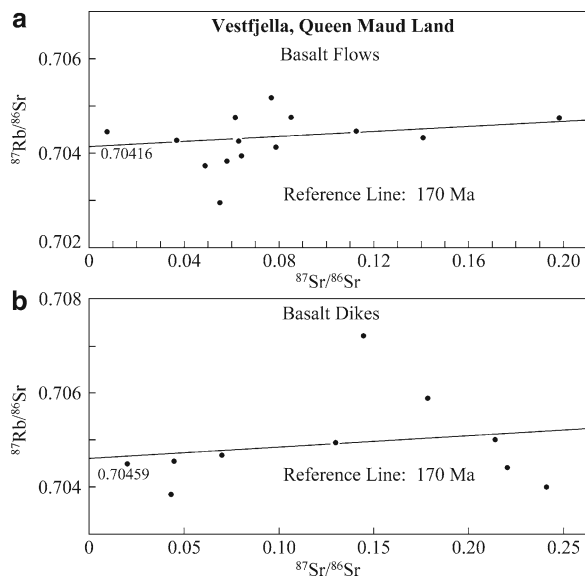 a
Vestfjella, Queen Maud Land
Basalt Flows
0.706
0.704
0.702
⁸⁷Rb/⁸⁶Sr
0.70416
Reference Line: 170 Ma
0 0.04 0.08 0.12 0.16 0.20
⁸⁷Sr/⁸⁶Sr
b
Basalt Dikes
0.708
0.706
0.704
⁸⁷Rb/⁸⁶Sr
0.70459
Reference Line: 170 Ma
0 0.05 0.10 0.15 0.20 0.25
⁸⁷Sr/⁸⁶Sr